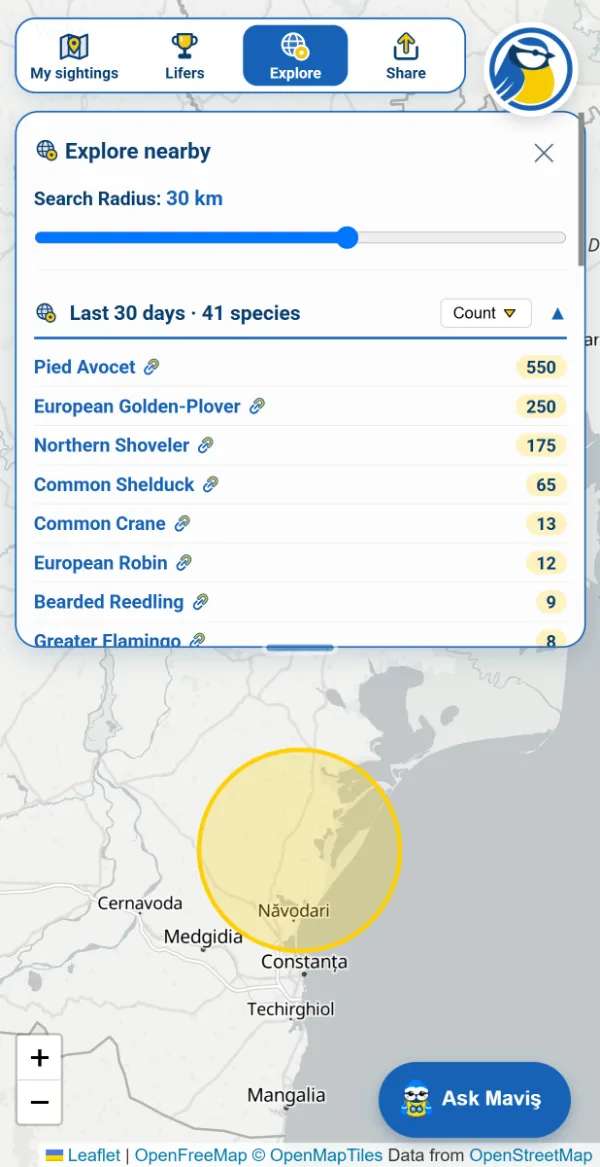 My sightings
Lifers
Explore
Share
Explore nearby
Search Radius: 30 km
Last 30 days · 41 species
Count
Pied Avocet 550
European Golden-Plover 250
Northern Shoveler 175
Common Shelduck 65
Common Crane 13
European Robin 12
Bearded Reedling 9
Greater Flamingo 8
D
ar
Cernavoda
Năvodari
Medgidia
Constanța
Techirghiol
Mangalia
+
−
Ask Maviş
Leaflet | OpenFreeMap © OpenMapTiles Data from OpenStreetMap